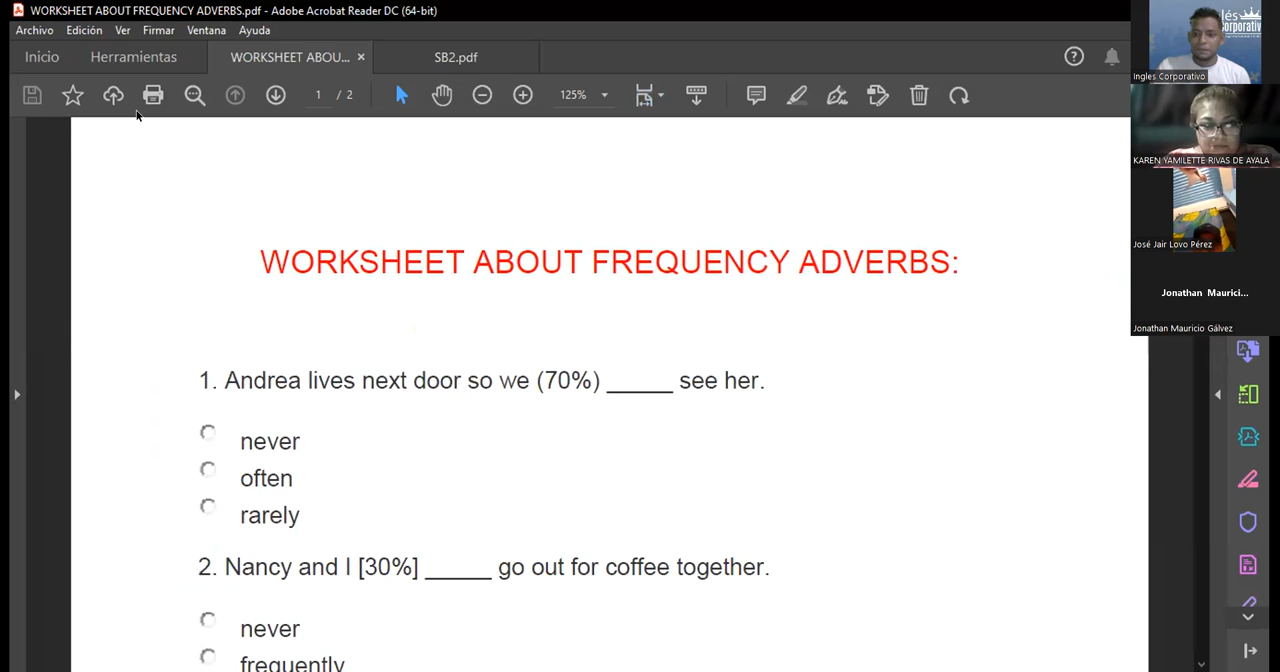 WORKSHEET ABOUT FREQUENCY ADVERBS.pdf - Adobe Acrobat Reader DC (64-bit)
Archivo Edición Ver Firmar Ventana Ayuda
Inicio Herramientas WORKSHEET ABOU... × SB2.pdf
1 / 2 125%
WORKSHEET ABOUT FREQUENCY ADVERBS:
1. Andrea lives next door so we (70%) _____ see her.
never
often
rarely
2. Nancy and I [30%] _____ go out for coffee together.
never
frequently
Ingles Corporativo
KAREN YAMILETTE RIVAS DE AYALA
José Jair Lovo Pérez
Jonathan Maurici...
Jonathan Mauricio Gálvez